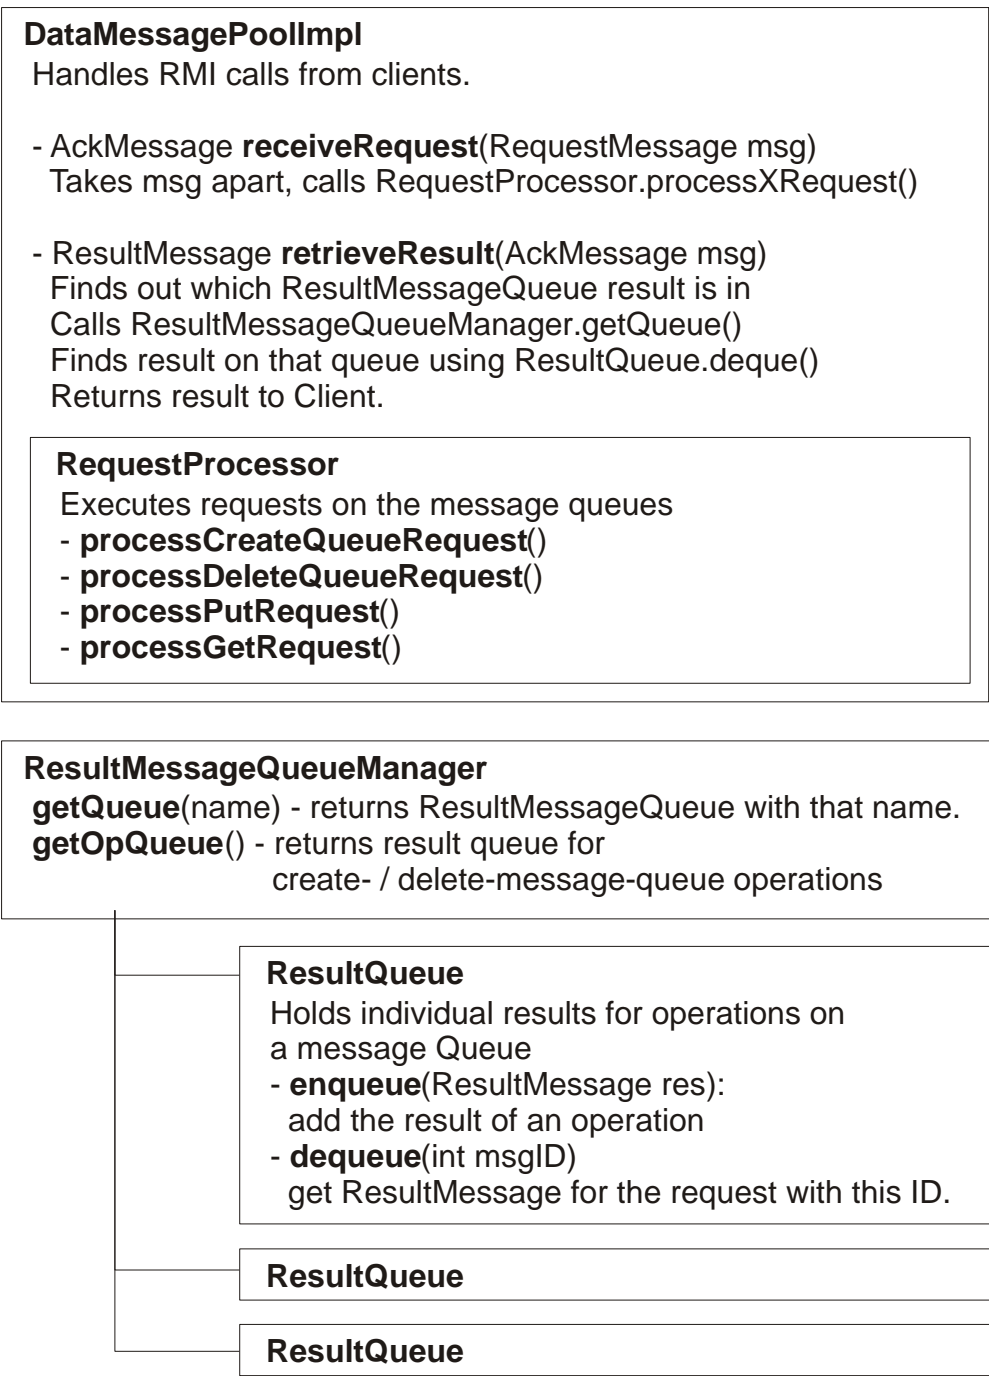 DataMessagePoolImpl
Handles RMI calls from clients.
- AckMessage receiveRequest(RequestMessage msg)
Takes msg apart, calls RequestProcessor.processXRequest()
- ResultMessage retrieveResult(AckMessage msg)
Finds out which ResultMessageQueue result is in
Calls ResultMessageQueueManager.getQueue()
Finds result on that queue using ResultQueue.deque()
Returns result to Client.
RequestProcessor
Executes requests on the message queues
- processCreateQueueRequest()
- processDeleteQueueRequest()
- processPutRequest()
- processGetRequest()
ResultMessageQueueManager
getQueue(name) - returns ResultMessageQueue with that name.
getOpQueue() - returns result queue for
create- / delete-message-queue operations
ResultQueue
Holds individual results for operations on
a message Queue
- enqueue(ResultMessage res):
add the result of an operation
- dequeue(int msgID)
get ResultMessage for the request with this ID.
ResultQueue
ResultQueue